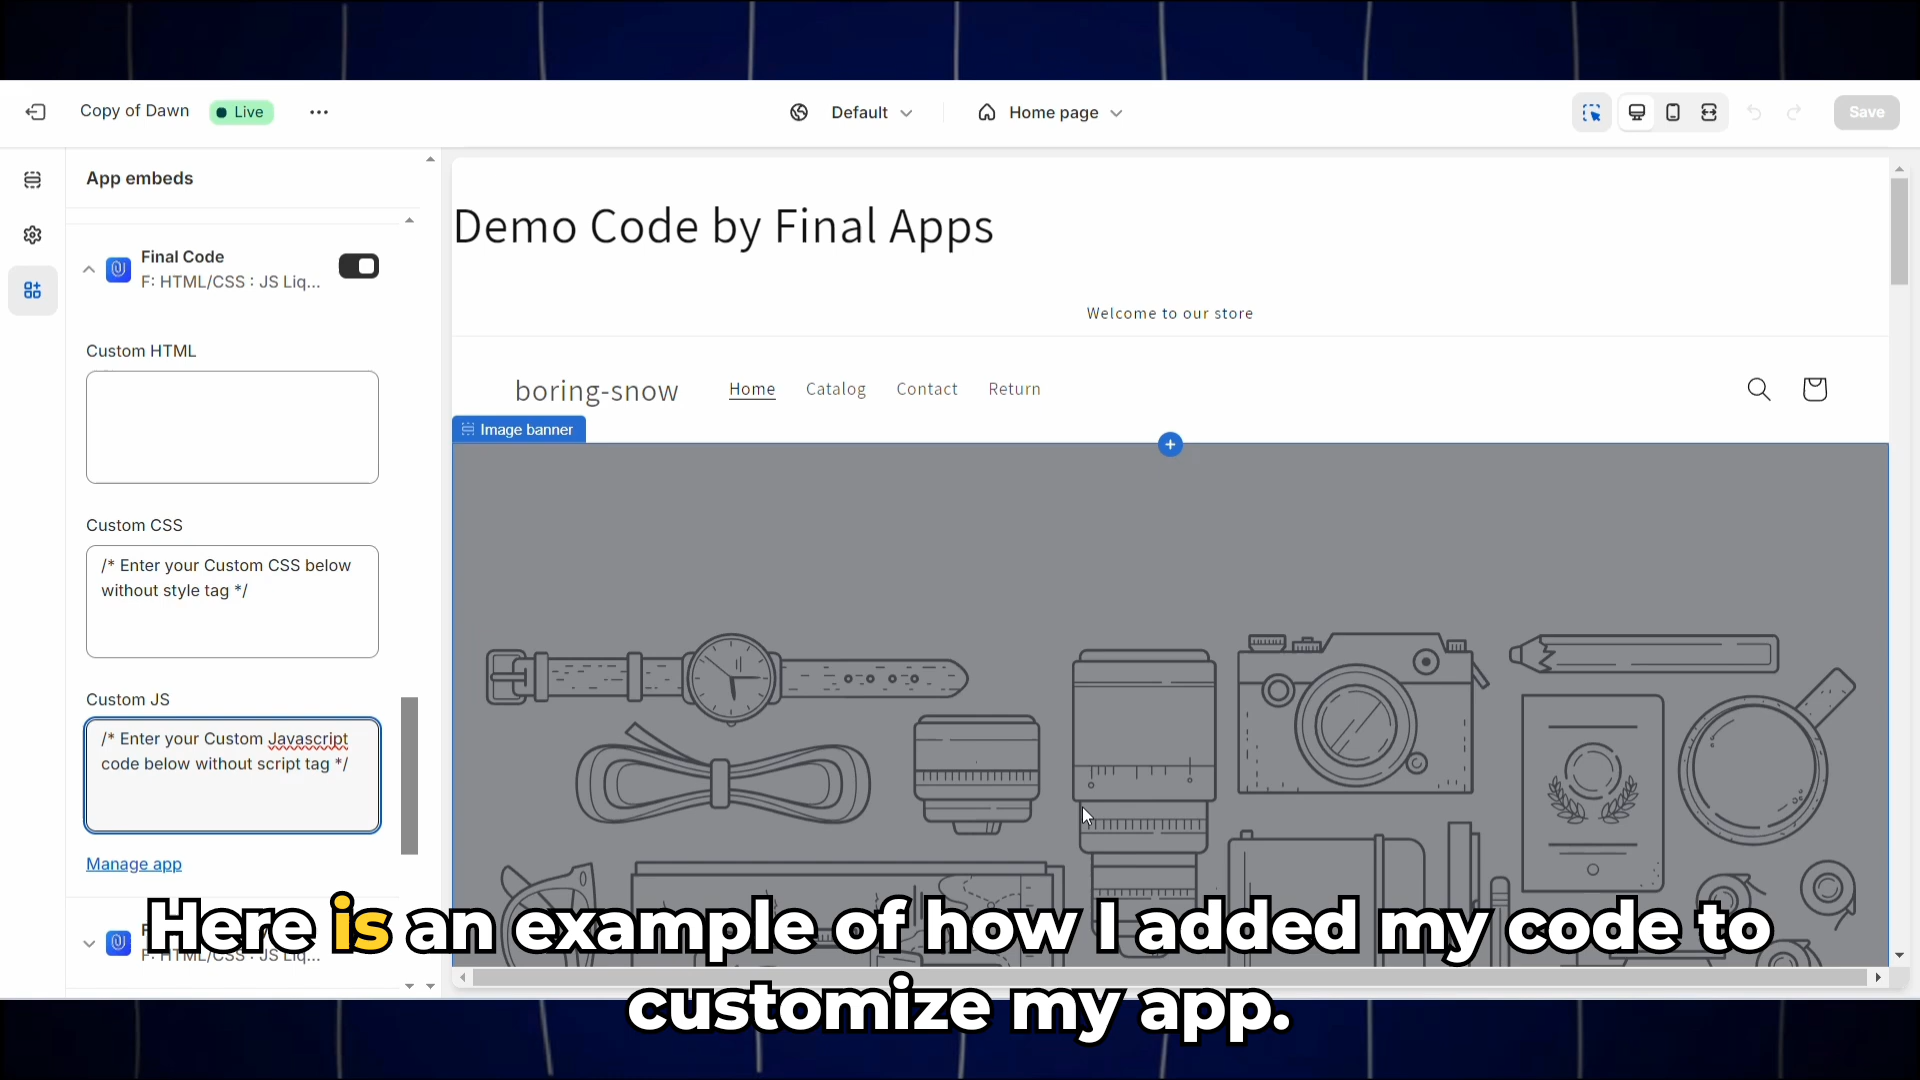 Copy of Dawn
Live
Default
Home page
Save
App embeds
Final Code
F: HTML/CSS : JS Liq...
Custom HTML
Custom CSS
/* Enter your Custom CSS below
without style tag */
Custom JS
/* Enter your Custom Javascript
code below without script tag */
Manage app
F: HTML/CSS : JS Liq...
Demo Code by Final Apps
Welcome to our store
boring-snow
Home
Catalog
Contact
Return
Image banner
Here is an example of how I added my code to
customize my app.